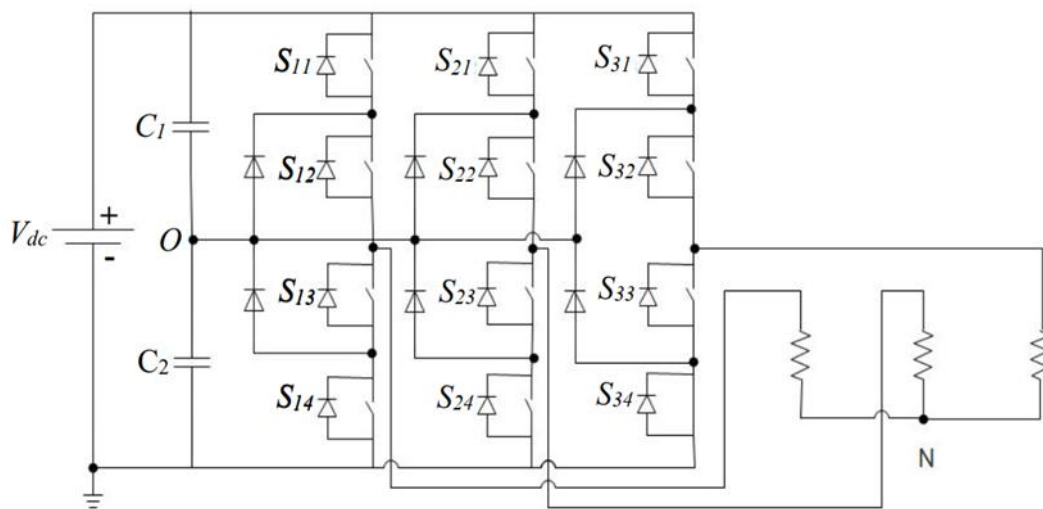 S11
S21
S31
C1
S12
S22
S32
+
Vdc
O
-
S13
S23
S33
C2
S14
S24
S34
N